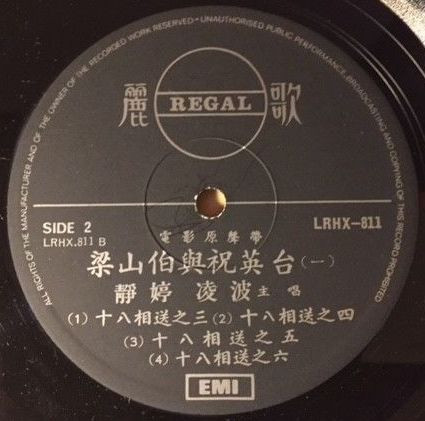 ALL RIGHTS OF THE MANUFACTURER AND OF THE OWNER OF THE RECORDED WORK RESERVED-UNAUTHORISED PUBLIC PERFORMANCE, BROADCASTING AND COPYING OF THIS RECORD PROHIBITED
麗 REGAL 歌
SIDE 2
LRHX.811 B
LRHX-811
電影原聲帶
梁山伯與祝英台(一)
靜婷 凌波主唱
(1) 十八相送之三 (2) 十八相送之四
(3) 十八相送之五
(4) 十八相送之六
EMI